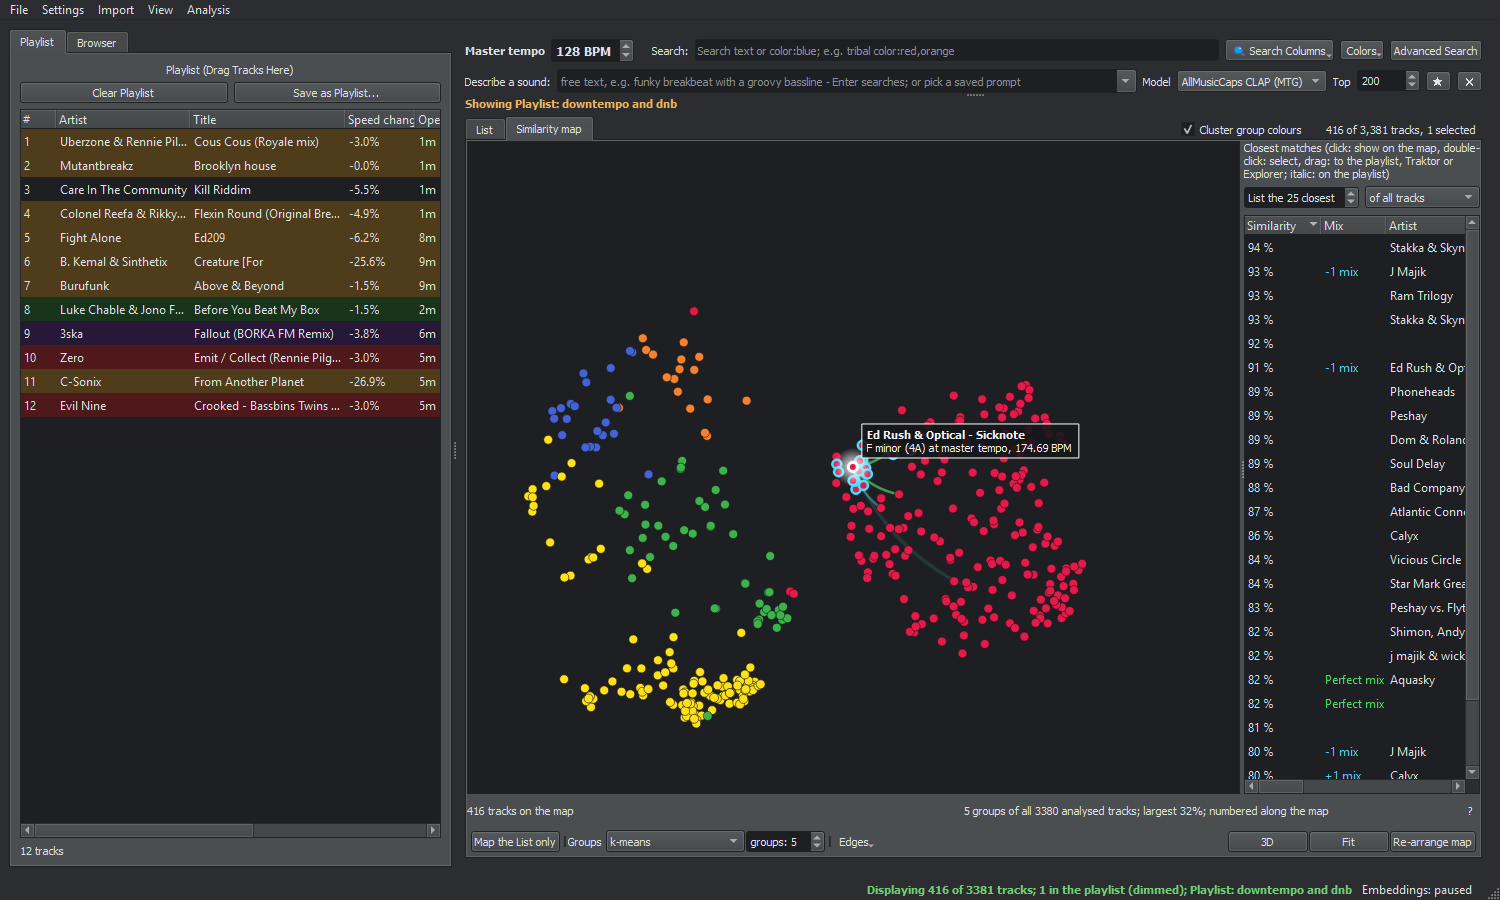 File Settings Import View Analysis
Playlist Browser
Playlist (Drag Tracks Here)
Clear Playlist Save as Playlist...
# Artist Title Speed chang Ope
1 Uberzone & Rennie Pil... Cous Cous (Royale mix) -3.0% 1m
2 Mutantbreakz Brooklyn house -0.0% 1m
3 Care In The Community Kill Riddim -5.5% 1m
4 Colonel Reefa & Rikky... Flexin Round (Original Bre... -4.9% 1m
5 Fight Alone Ed209 -6.2% 8m
6 B. Kemal & Sinthetix Creature [For -25.6% 9m
7 Burufunk Above & Beyond -1.5% 9m
8 Luke Chable & Jono F... Before You Beat My Box -1.5% 2m
9 3ska Fallout (BORKA FM Remix) -3.8% 6m
10 Zero Emit / Collect (Rennie Pilg... -3.0% 5m
11 C-Sonix From Another Planet -26.9% 5m
12 Evil Nine Crooked - Bassbins Twins ... -3.0% 5m
12 tracks
Master tempo 128 BPM Search: Search text or color:blue; e.g. tribal color:red,orange Search Columns Colors Advanced Search
Describe a sound: free text, e.g. funky breakbeat with a groovy bassline - Enter searches; or pick a saved prompt Model AllMusicCaps CLAP (MTG) Top 200 ★ ✕
Showing Playlist: downtempo and dnb
List Similarity map ✓ Cluster group colours 416 of 3,381 tracks, 1 selected
Ed Rush & Optical - Sicknote
F minor (4A) at master tempo, 174.69 BPM
Closest matches (click: show on the map, double-
click: select, drag: to the playlist, Traktor or
Explorer; italic: on the playlist)
List the 25 closest of all tracks
Similarity Mix Artist
94 % Stakka & Skyn
93 % -1 mix J Majik
93 % Ram Trilogy
93 % Stakka & Skyn
92 %
91 % -1 mix Ed Rush & Op
89 % Phoneheads
89 % Peshay
89 % Dom & Roland
89 % Soul Delay
88 % Bad Company
87 % Atlantic Conn
86 % Calyx
84 % Vicious Circle
84 % Star Mark Grea
83 % Peshay vs. Flyt
82 % Shimon, Andy
82 % j majik & wick
82 % Perfect mix Aquasky
82 % Perfect mix
81 %
80 % -1 mix J Majik
80 % +1 mix Calyx
416 tracks on the map 5 groups of all 3380 analysed tracks; largest 32%; numbered along the map ?
Map the List only Groups k-means groups: 5 Edges 3D Fit Re-arrange map
Displaying 416 of 3381 tracks; 1 in the playlist (dimmed); Playlist: downtempo and dnb Embeddings: paused